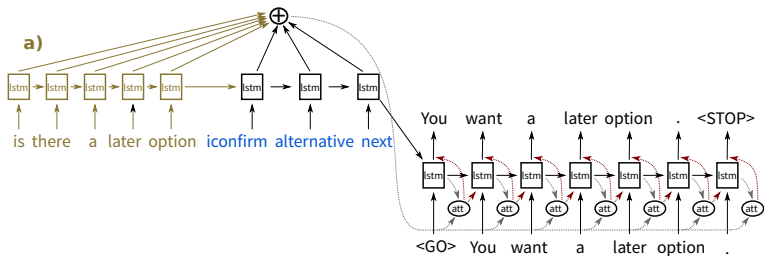 a)
lstm lstm lstm lstm lstm lstm lstm lstm
is there a later option iconfirm alternative next
You want a later option . <STOP>
lstm lstm lstm lstm lstm lstm lstm
att att att att att att att
<GO> You want a later option .